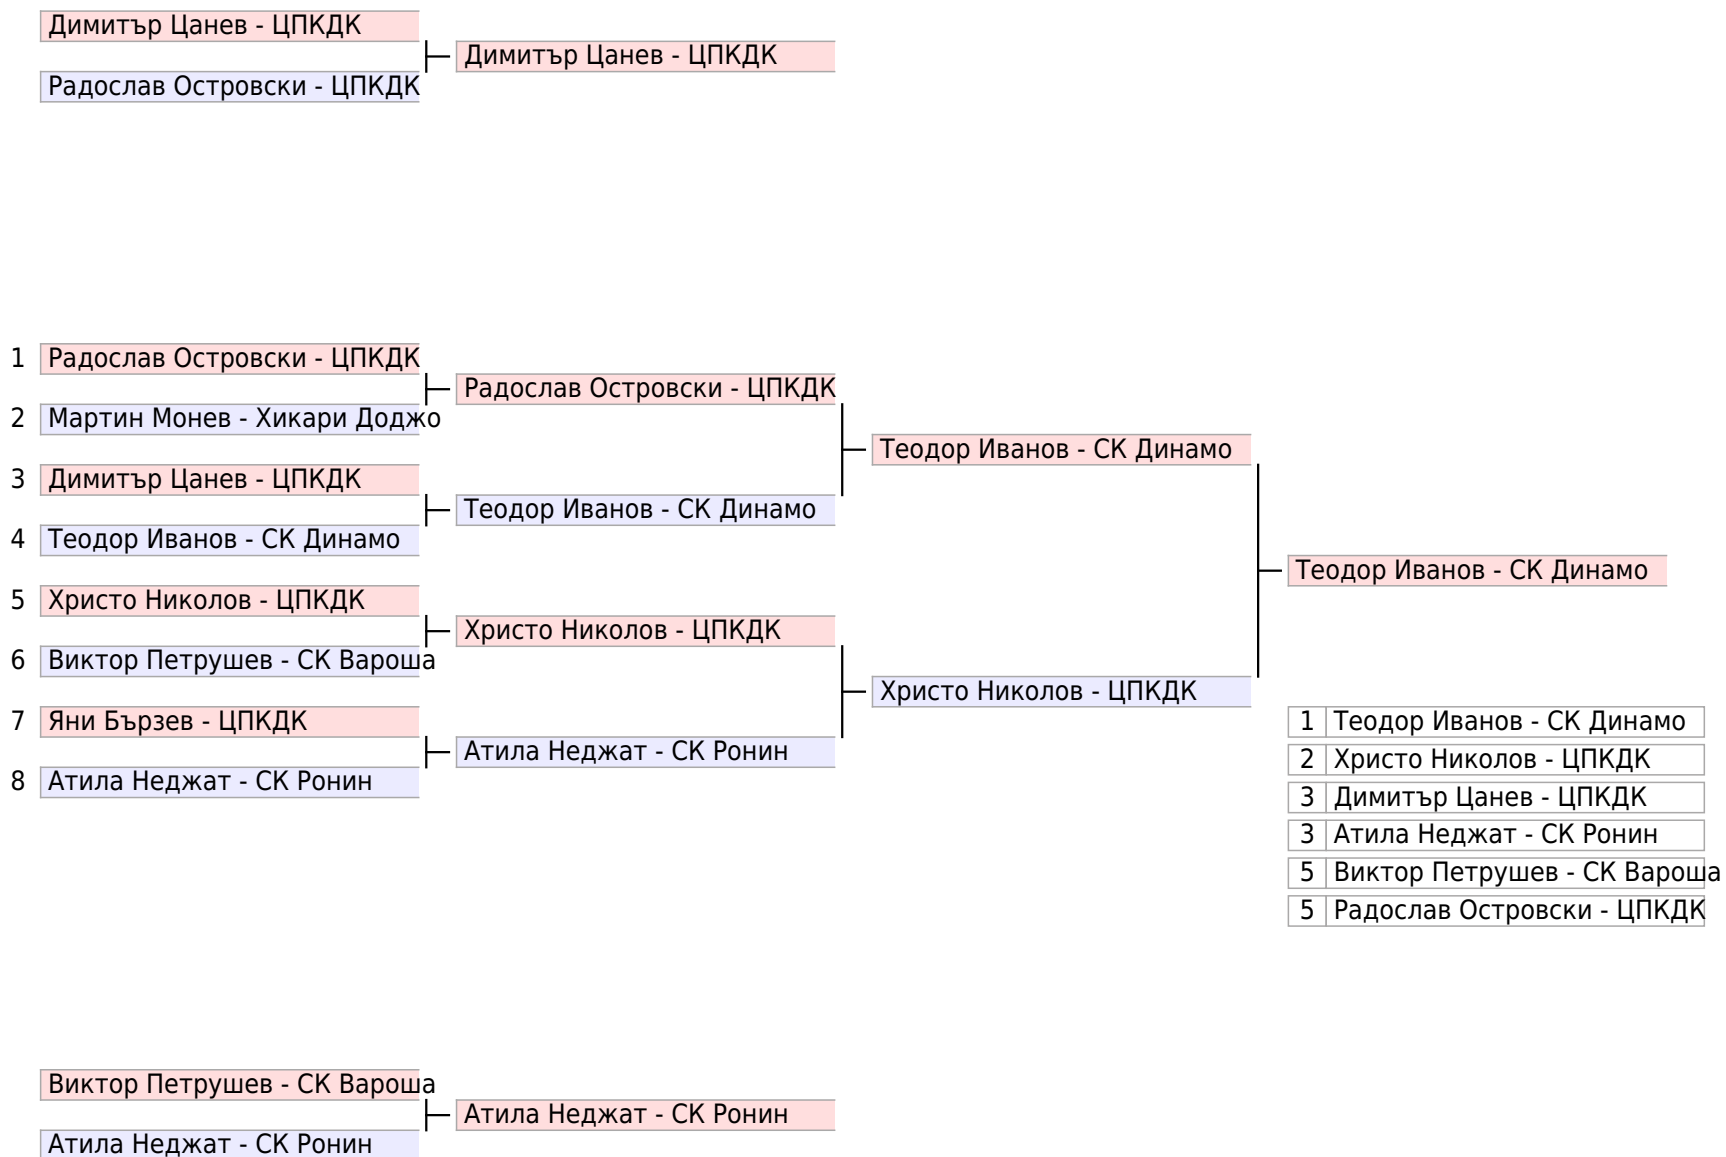 Димитър Цанев - ЦПКДК
Димитър Цанев - ЦПКДК
Радослав Островски - ЦПКДК
1 Радослав Островски - ЦПКДК
Радослав Островски - ЦПКДК
2 Мартин Монев - Хикари Доджо
Теодор Иванов - СК Динамо
3 Димитър Цанев - ЦПКДК
Теодор Иванов - СК Динамо
4 Теодор Иванов - СК Динамо
Теодор Иванов - СК Динамо
5 Христо Николов - ЦПКДК
Христо Николов - ЦПКДК
6 Виктор Петрушев - СК Вароша
Христо Николов - ЦПКДК
7 Яни Бързев - ЦПКДК
Атила Неджат - СК Ронин
8 Атила Неджат - СК Ронин
1 Теодор Иванов - СК Динамо
2 Христо Николов - ЦПКДК
3 Димитър Цанев - ЦПКДК
3 Атила Неджат - СК Ронин
5 Виктор Петрушев - СК Вароша
5 Радослав Островски - ЦПКДК
Виктор Петрушев - СК Вароша
Атила Неджат - СК Ронин
Атила Неджат - СК Ронин